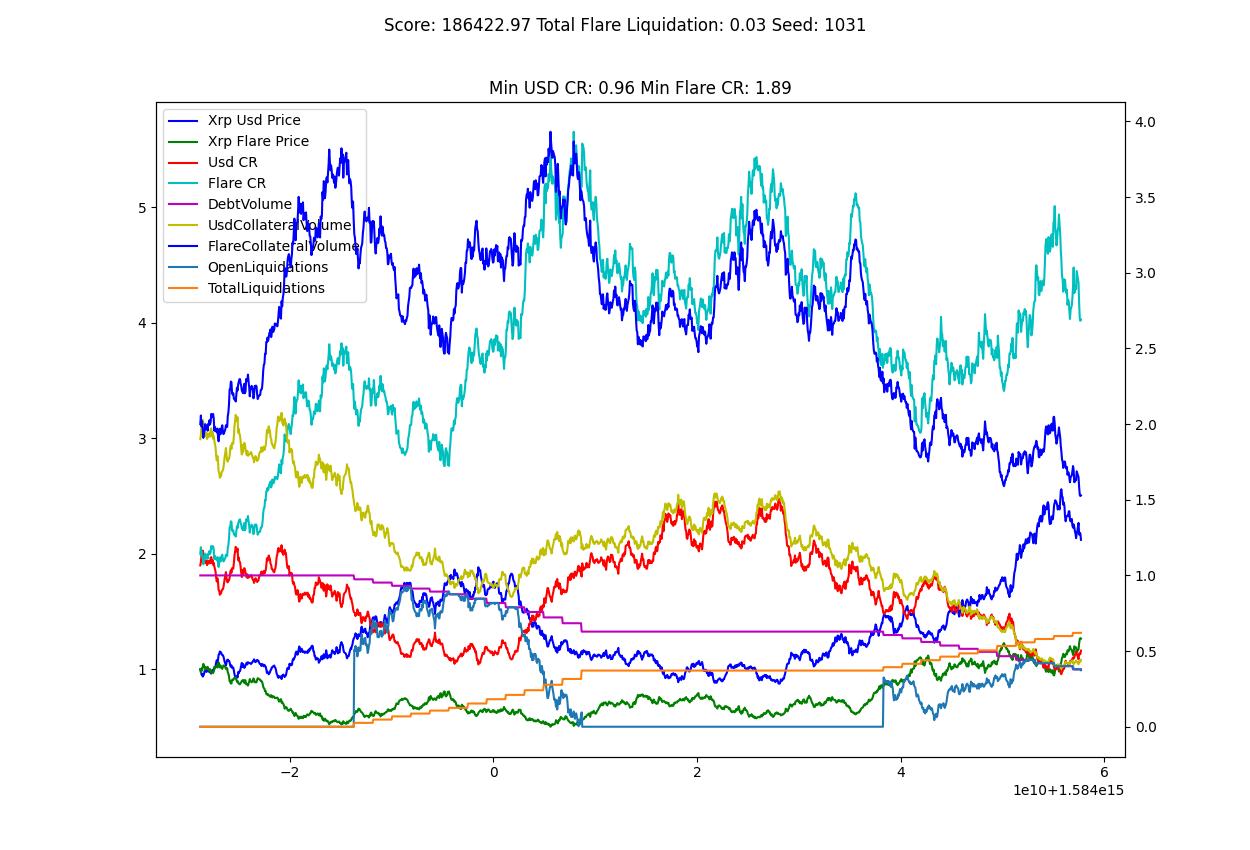 Score: 186422.97 Total Flare Liquidation: 0.03 Seed: 1031
Min USD CR: 0.96 Min Flare CR: 1.89
Xrp Usd Price
Xrp Flare Price
Usd CR
Flare CR
DebtVolume
UsdCollateralVolume
FlareCollateralVolume
OpenLiquidations
TotalLiquidations
5
4
3
2
1
4.0
3.5
3.0
2.5
2.0
1.5
1.0
0.5
0.0
−2
0
2
4
6
1e10+1.584e15